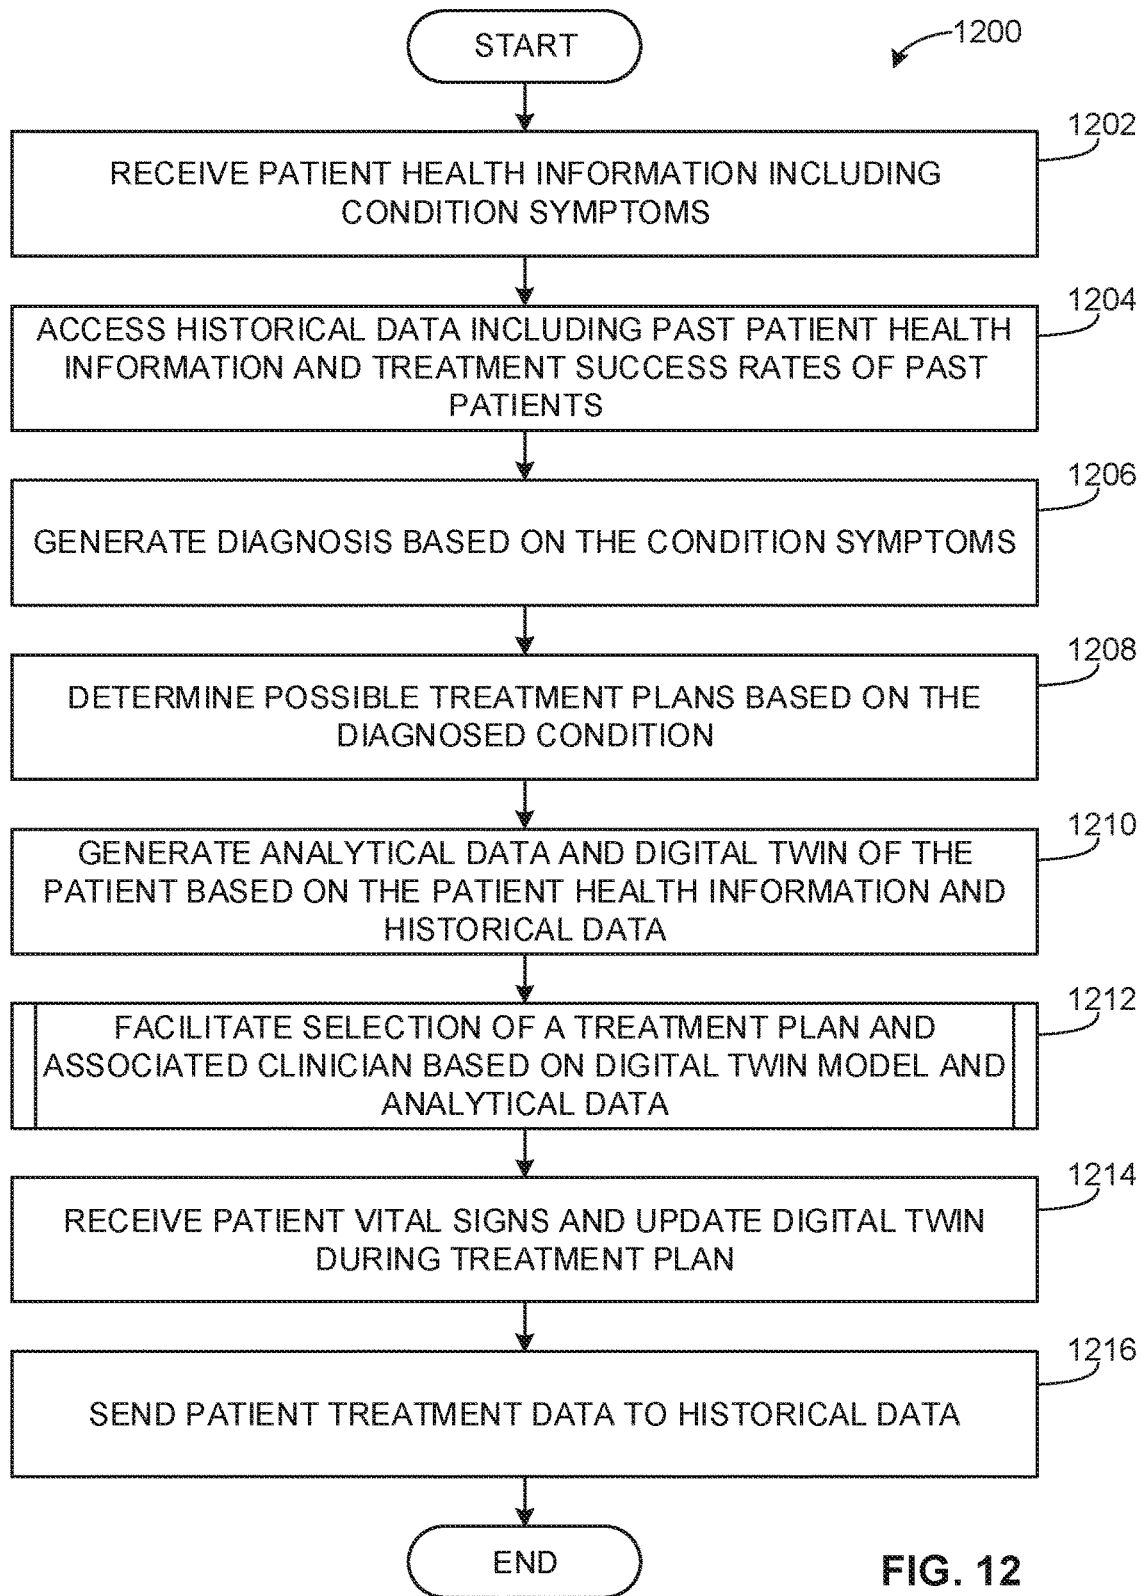 START
1200
1202
RECEIVE PATIENT HEALTH INFORMATION INCLUDING
CONDITION SYMPTOMS
1204
ACCESS HISTORICAL DATA INCLUDING PAST PATIENT HEALTH
INFORMATION AND TREATMENT SUCCESS RATES OF PAST
PATIENTS
1206
GENERATE DIAGNOSIS BASED ON THE CONDITION SYMPTOMS
1208
DETERMINE POSSIBLE TREATMENT PLANS BASED ON THE
DIAGNOSED CONDITION
1210
GENERATE ANALYTICAL DATA AND DIGITAL TWIN OF THE
PATIENT BASED ON THE PATIENT HEALTH INFORMATION AND
HISTORICAL DATA
1212
FACILITATE SELECTION OF A TREATMENT PLAN AND
ASSOCIATED CLINICIAN BASED ON DIGITAL TWIN MODEL AND
ANALYTICAL DATA
1214
RECEIVE PATIENT VITAL SIGNS AND UPDATE DIGITAL TWIN
DURING TREATMENT PLAN
1216
SEND PATIENT TREATMENT DATA TO HISTORICAL DATA
END
FIG. 12